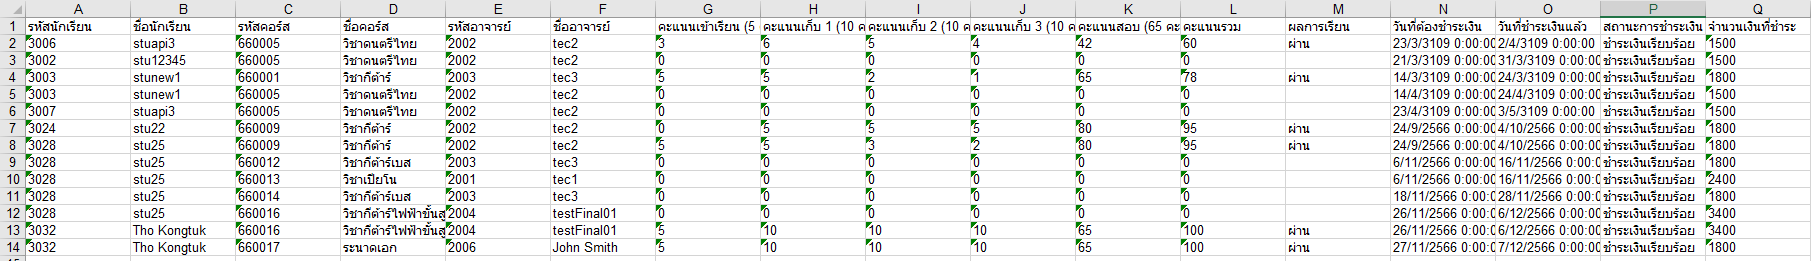 A B C D E F G H I J K L M N O P Q
1 รหัสนักเรียน ชื่อนักเรียน รหัสคอร์ส ชื่อคอร์ส รหัสอาจารย์ ชื่ออาจารย์ คะแนนเข้าเรียน (5 คะแนนเก็บ 1 (10 ค คะแนนเก็บ 2 (10 ค คะแนนเก็บ 3 (10 ค คะแนนสอบ (65 คะ คะแนนรวม ผลการเรียน วันที่ต้องชำระเงิน วันที่ชำระเงินแล้ว สถานะการชำระเงิน จำนวนเงินที่ชำระ
2 3006 stuapi3 660005 วิชาดนตรีไทย 2002 tec2 3 6 5 4 42 60 ผ่าน 23/3/3109 0:00:00 2/4/3109 0:00:00 ชำระเงินเรียบร้อย 1500
3 3002 stu12345 660005 วิชาดนตรีไทย 2002 tec2 0 0 0 0 0 0 21/3/3109 0:00:00 31/3/3109 0:00:00 ชำระเงินเรียบร้อย 1500
4 3003 stunew1 660001 วิชากีต้าร์ 2003 tec3 5 5 2 1 65 78 ผ่าน 14/3/3109 0:00:00 24/3/3109 0:00:00 ชำระเงินเรียบร้อย 1800
5 3003 stunew1 660005 วิชาดนตรีไทย 2002 tec2 0 0 0 0 0 0 14/4/3109 0:00:00 24/4/3109 0:00:00 ชำระเงินเรียบร้อย 1500
6 3007 stuapi3 660005 วิชาดนตรีไทย 2002 tec2 0 0 0 0 0 0 23/4/3109 0:00:00 3/5/3109 0:00:00 ชำระเงินเรียบร้อย 1500
7 3024 stu22 660009 วิชากีต้าร์ 2002 tec2 0 5 5 5 80 95 ผ่าน 24/9/2566 0:00:00 4/10/2566 0:00:00 ชำระเงินเรียบร้อย 1800
8 3028 stu25 660009 วิชากีต้าร์ 2002 tec2 5 5 3 2 80 95 ผ่าน 24/9/2566 0:00:00 4/10/2566 0:00:00 ชำระเงินเรียบร้อย 1800
9 3028 stu25 660012 วิชากีต้าร์เบส 2003 tec3 0 0 0 0 0 0 6/11/2566 0:00:00 16/11/2566 0:00:0 ชำระเงินเรียบร้อย 1800
10 3028 stu25 660013 วิชาเปียโน 2001 tec1 0 0 0 0 0 0 6/11/2566 0:00:00 16/11/2566 0:00:0 ชำระเงินเรียบร้อย 2400
11 3028 stu25 660014 วิชากีต้าร์เบส 2003 tec3 0 0 0 0 0 0 18/11/2566 0:00:0 28/11/2566 0:00:0 ชำระเงินเรียบร้อย 1800
12 3028 stu25 660016 วิชากีต้าร์ไฟฟ้าขั้นสู 2004 testFinal01 0 0 0 0 0 0 26/11/2566 0:00:0 6/12/2566 0:00:00 ชำระเงินเรียบร้อย 3400
13 3032 Tho Kongtuk 660016 วิชากีต้าร์ไฟฟ้าขั้นสู 2004 testFinal01 5 10 10 10 65 100 ผ่าน 26/11/2566 0:00:0 6/12/2566 0:00:00 ชำระเงินเรียบร้อย 3400
14 3032 Tho Kongtuk 660017 ระนาดเอก 2006 John Smith 5 10 10 10 65 100 ผ่าน 27/11/2566 0:00:0 7/12/2566 0:00:00 ชำระเงินเรียบร้อย 1800